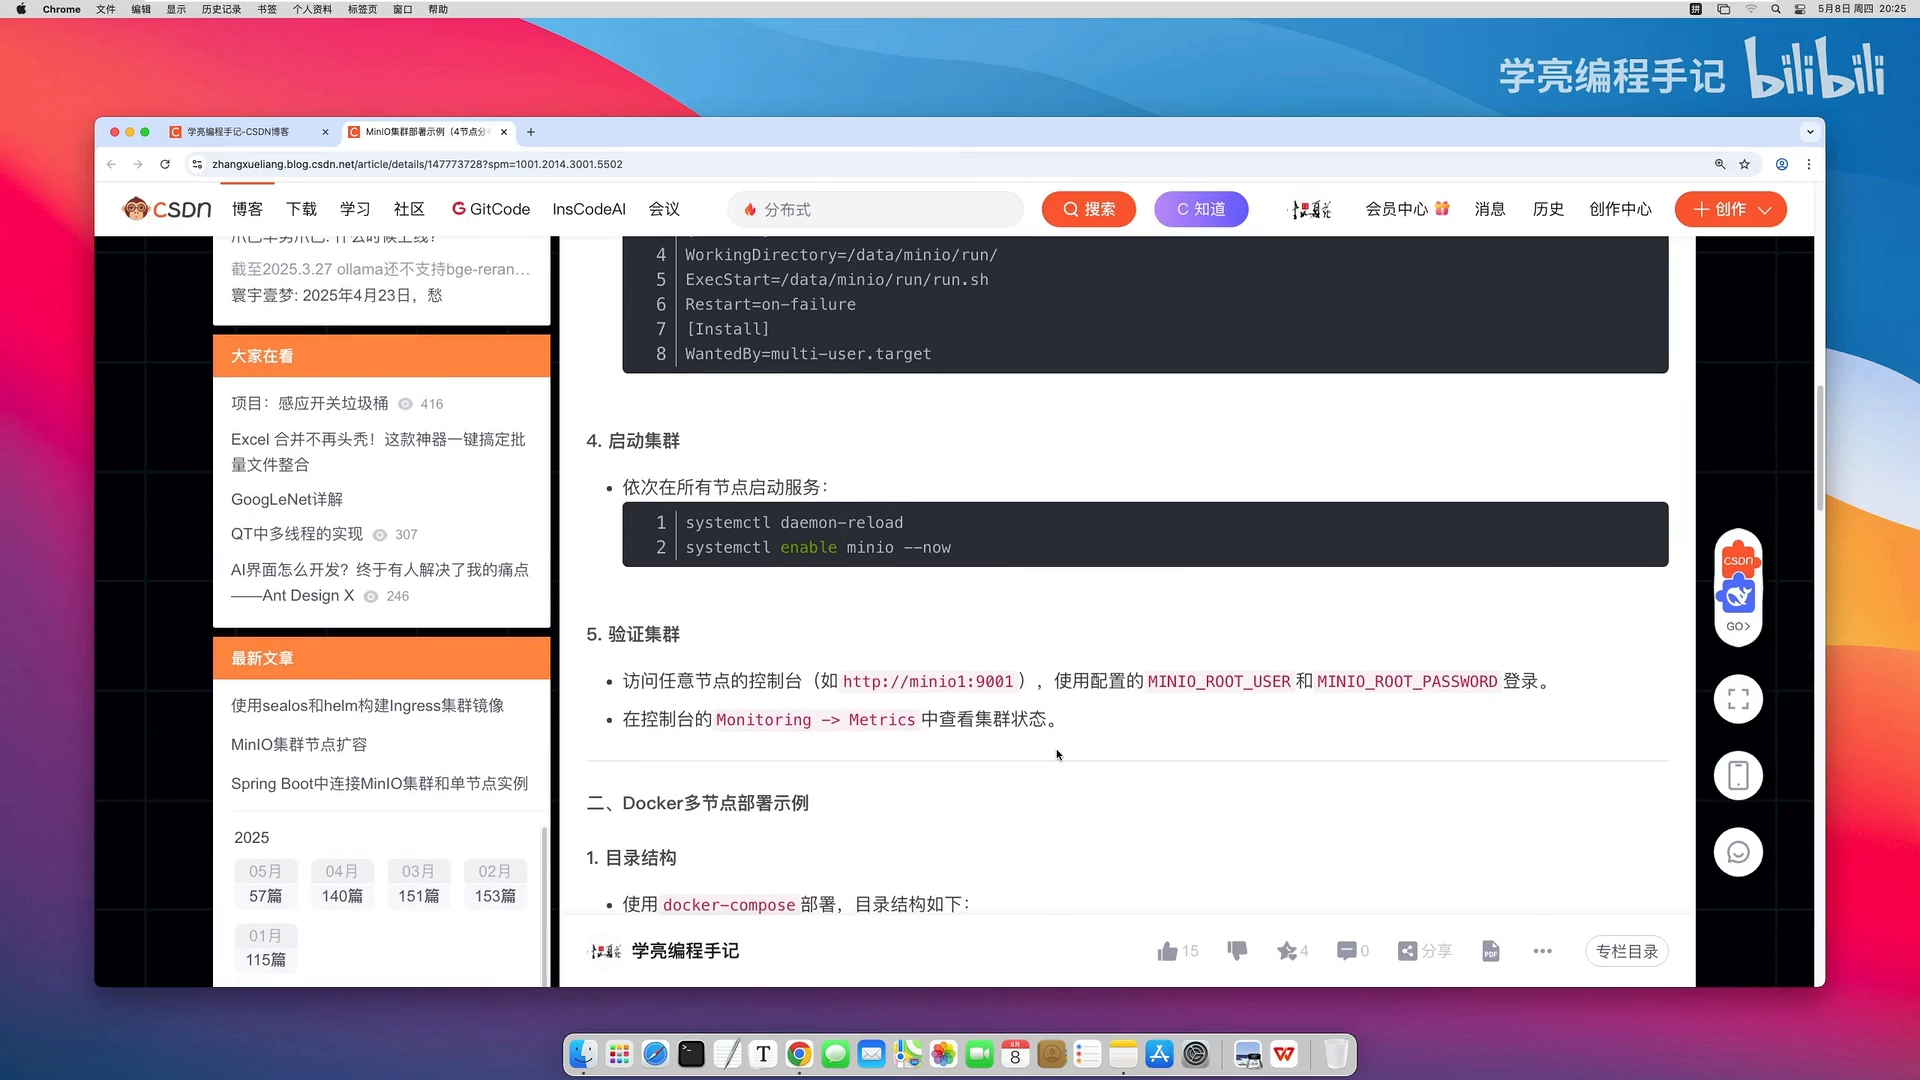 Chrome 文件 编辑 显示 历史记录 书签 个人资料 标签页 窗口 帮助
拼 5月8日 周四 20:25
学亮编程手记 bilibili
学亮编程手记-CSDN博客
MinIO集群部署示例（4节点分
zhangxueliang.blog.csdn.net/article/details/147773728?spm=1001.2014.3001.5502
CSDN 博客 下载 学习 社区 GitCode InsCodeAI 会议 分布式 搜索 C 知道 会员中心 消息 历史 创作中心 创作
截至2025.3.27 ollama还不支持bge-reran...
寰宇壹梦: 2025年4月23日，愁
大家在看
项目：感应开关垃圾桶 416
Excel 合并不再头秃！这款神器一键搞定批
量文件整合
GoogLeNet详解
QT中多线程的实现 307
AI界面怎么开发？终于有人解决了我的痛点
——Ant Design X 246
最新文章
使用sealos和helm构建Ingress集群镜像
MinIO集群节点扩容
Spring Boot中连接MinIO集群和单节点实例
2025
05月 04月 03月 02月
57篇 140篇 151篇 153篇
01月
115篇
4 WorkingDirectory=/data/minio/run/
5 ExecStart=/data/minio/run/run.sh
6 Restart=on-failure
7 [Install]
8 WantedBy=multi-user.target
4. 启动集群
• 依次在所有节点启动服务：
1 systemctl daemon-reload
2 systemctl enable minio --now
5. 验证集群
• 访问任意节点的控制台（如 http://minio1:9001 ），使用配置的 MINIO_ROOT_USER 和 MINIO_ROOT_PASSWORD 登录。
• 在控制台的 Monitoring -> Metrics 中查看集群状态。
二、Docker多节点部署示例
1. 目录结构
• 使用 docker-compose 部署，目录结构如下：
学亮编程手记 15 4 0 分享 PDF 专栏目录
CSDN
GO>
T
8